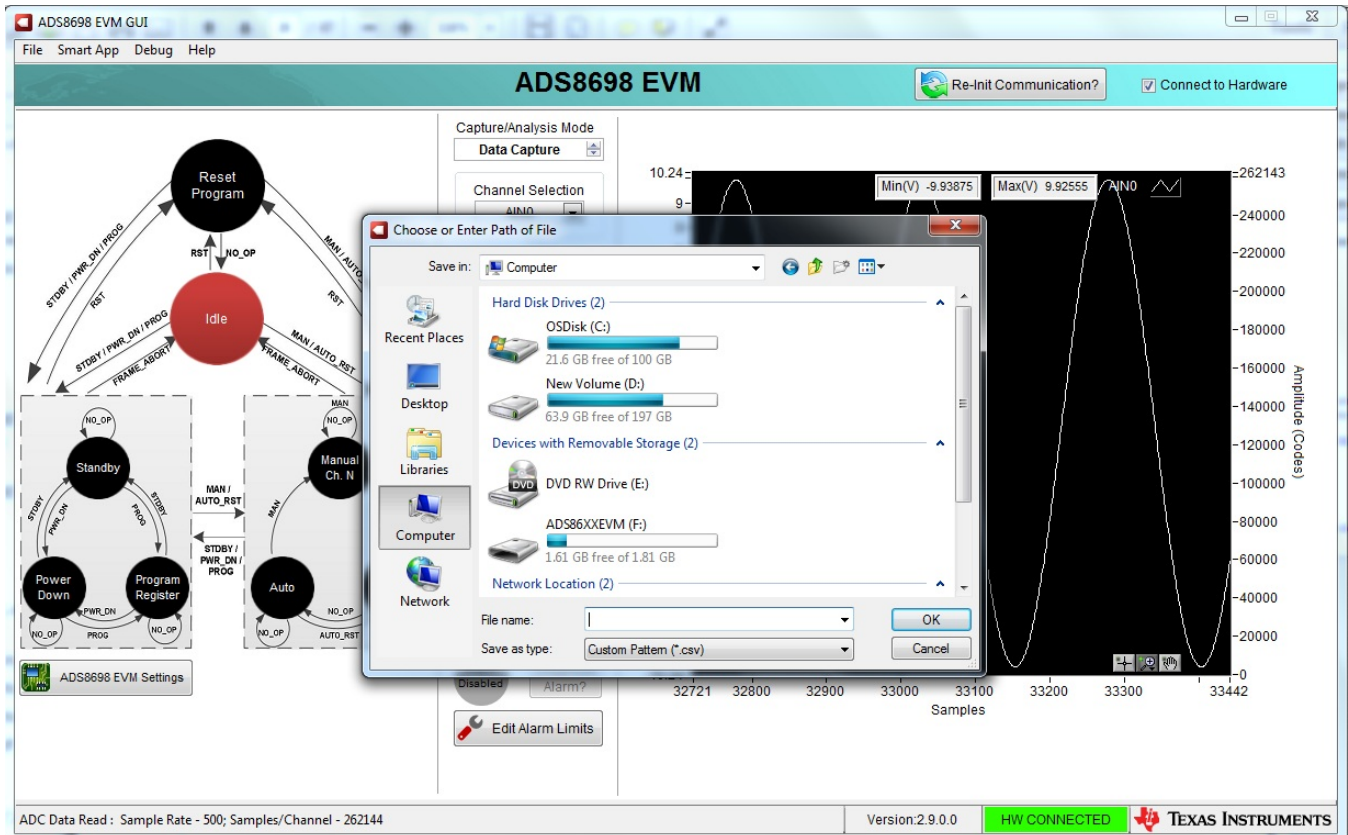 ADS8698 EVM GUI
File Smart App Debug Help
ADS8698 EVM
Re-Init Communication?
Connect to Hardware
Reset
Program
STDBY / PWR_DN / PROG
RST
RST
NO_OP
MAN / AUTO_
RST
Idle
STDBY / PWR_DN / PROG
FRAME_ABORT
MAN / AUTO_RST
FRAME_ABORT
NO_OP
Standby
STDBY
PWR_DN
STDBY
PROG
Power
Down
Program
Register
PWR_DN
PROG
NO_OP
NO_OP
MAN /
AUTO_RST
STDBY /
PWR_DN /
PROG
MAN
NO_OP
Manual
Ch. N
MAN
Auto
NO_OP
NO_OP
AUTO_RST
ADS8698 EVM Settings
Capture/Analysis Mode
Data Capture
Channel Selection
AIN0
Choose or Enter Path of File
Save in:
Computer
Recent Places
Desktop
Libraries
Computer
Network
Hard Disk Drives (2)
OSDisk (C:)
21.6 GB free of 100 GB
New Volume (D:)
63.9 GB free of 197 GB
Devices with Removable Storage (2)
DVD
DVD RW Drive (E:)
ADS86XXEVM (F:)
1.61 GB free of 1.81 GB
Network Location (2)
File name:
OK
Save as type:
Custom Pattern (*.csv)
Cancel
Disabled
Alarm?
Edit Alarm Limits
10.24
9
Min(V) -9.93875
Max(V) 9.92555
AIN0
262143
240000
220000
200000
180000
160000
140000
120000
100000
80000
60000
40000
20000
0
Amplitude (Codes)
32721 32800 32900 33000 33100 33200 33300 33442
Samples
ADC Data Read : Sample Rate - 500; Samples/Channel - 262144
Version:2.9.0.0
HW CONNECTED
TEXAS INSTRUMENTS